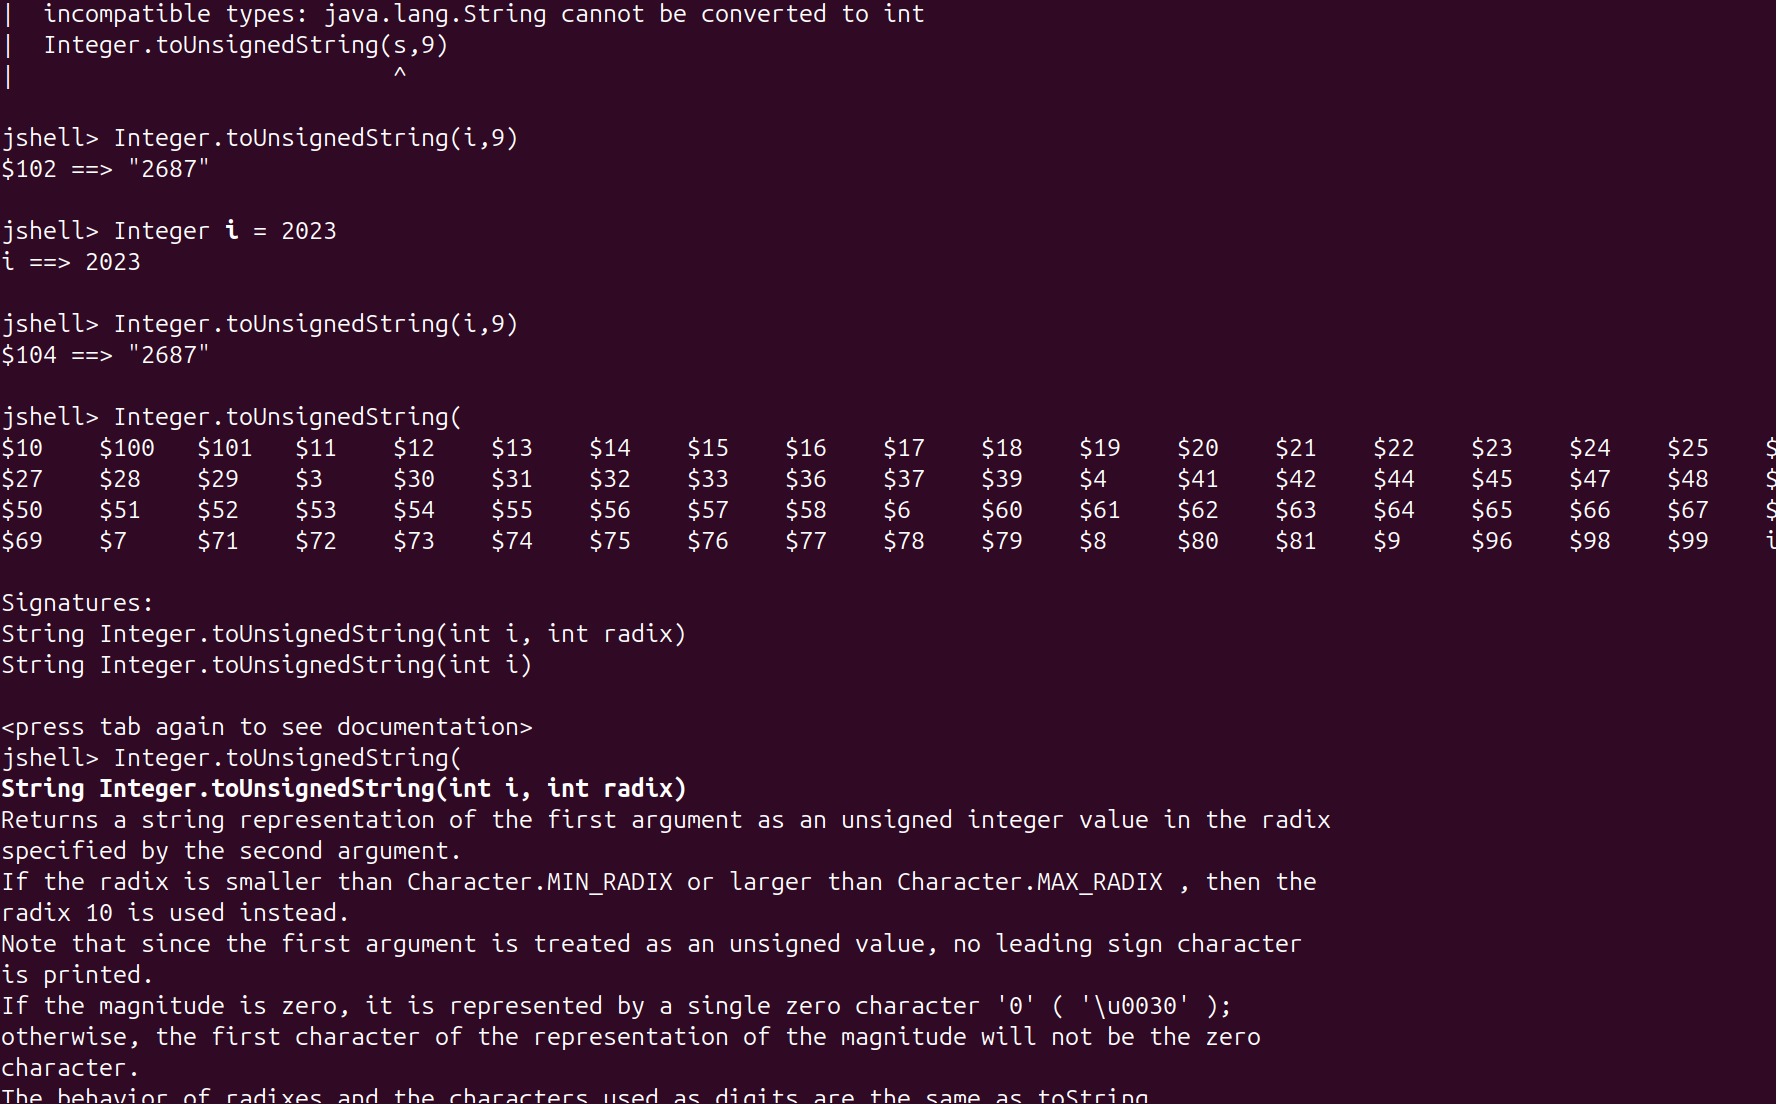 |  incompatible types: java.lang.String cannot be converted to int
|  Integer.toUnsignedString(s,9)
|                           ^
jshell> Integer.toUnsignedString(i,9)
$102 ==> "2687"
jshell> Integer i = 2023
i ==> 2023
jshell> Integer.toUnsignedString(i,9)
$104 ==> "2687"
jshell> Integer.toUnsignedString(
$10    $100   $101   $11    $12    $13    $14    $15    $16    $17    $18    $19    $20    $21    $22    $23    $24    $25    $
$27    $28    $29    $3     $30    $31    $32    $33    $36    $37    $39    $4     $41    $42    $44    $45    $47    $48    $
$50    $51    $52    $53    $54    $55    $56    $57    $58    $6     $60    $61    $62    $63    $64    $65    $66    $67    $
$69    $7     $71    $72    $73    $74    $75    $76    $77    $78    $79    $8     $80    $81    $9     $96    $98    $99    i
Signatures:
String Integer.toUnsignedString(int i, int radix)
String Integer.toUnsignedString(int i)
<press tab again to see documentation>
jshell> Integer.toUnsignedString(
String Integer.toUnsignedString(int i, int radix)
Returns a string representation of the first argument as an unsigned integer value in the radix
specified by the second argument.
If the radix is smaller than Character.MIN_RADIX or larger than Character.MAX_RADIX , then the
radix 10 is used instead.
Note that since the first argument is treated as an unsigned value, no leading sign character
is printed.
If the magnitude is zero, it is represented by a single zero character '0' ( '\u0030' );
otherwise, the first character of the representation of the magnitude will not be the zero
character.
The behavior of radixes and the characters used as digits are the same as toString